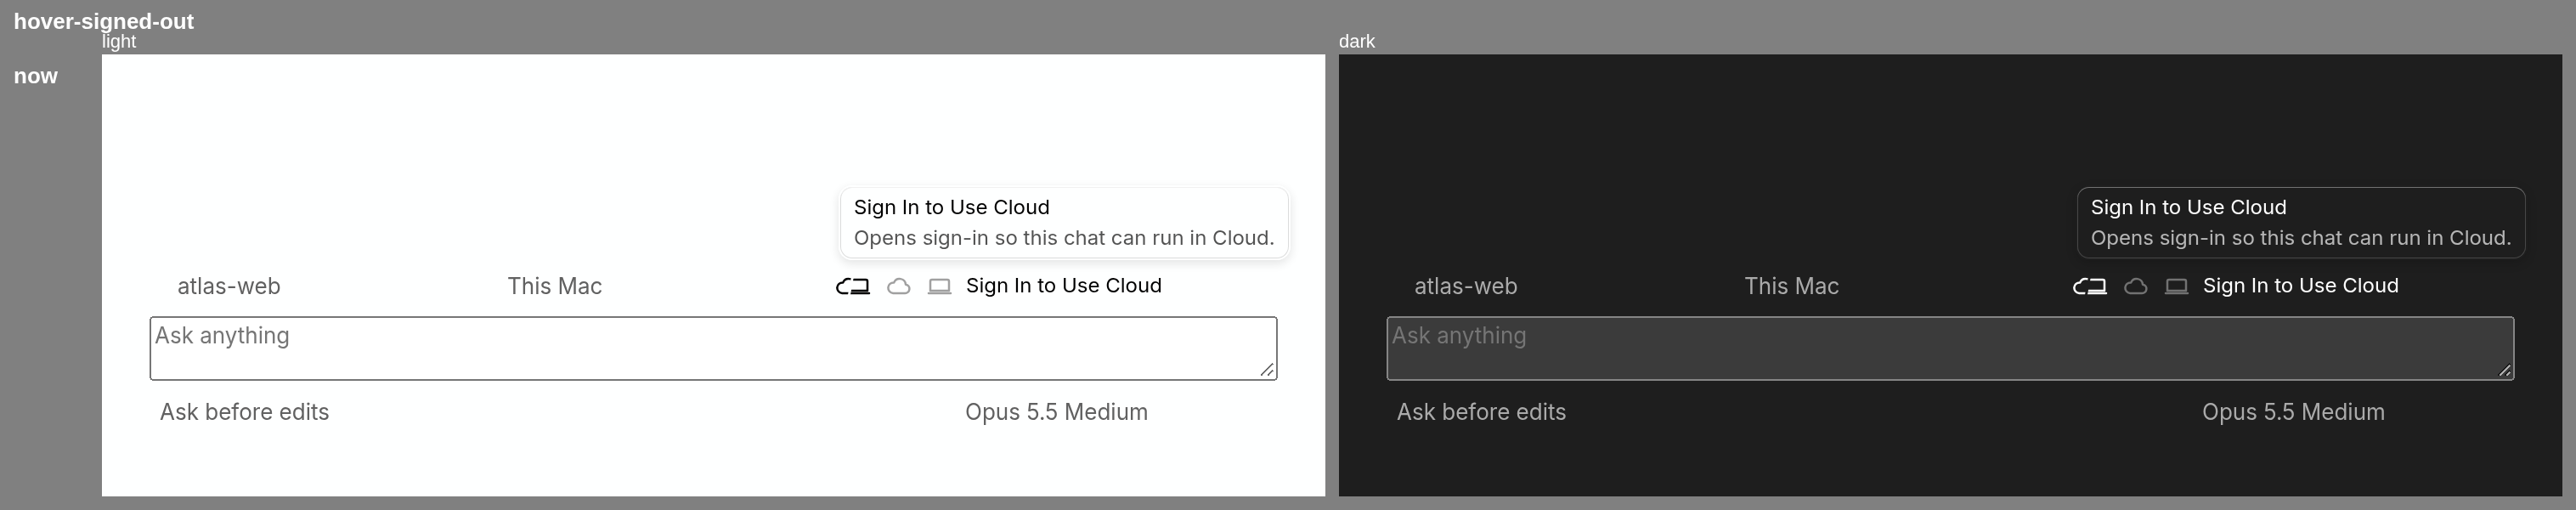 hover-signed-out
light
dark
now
Sign In to Use Cloud
Opens sign-in so this chat can run in Cloud.
atlas-web
This Mac
Sign In to Use Cloud
Ask anything
Ask before edits
Opus 5.5 Medium
Sign In to Use Cloud
Opens sign-in so this chat can run in Cloud.
atlas-web
This Mac
Sign In to Use Cloud
Ask anything
Ask before edits
Opus 5.5 Medium